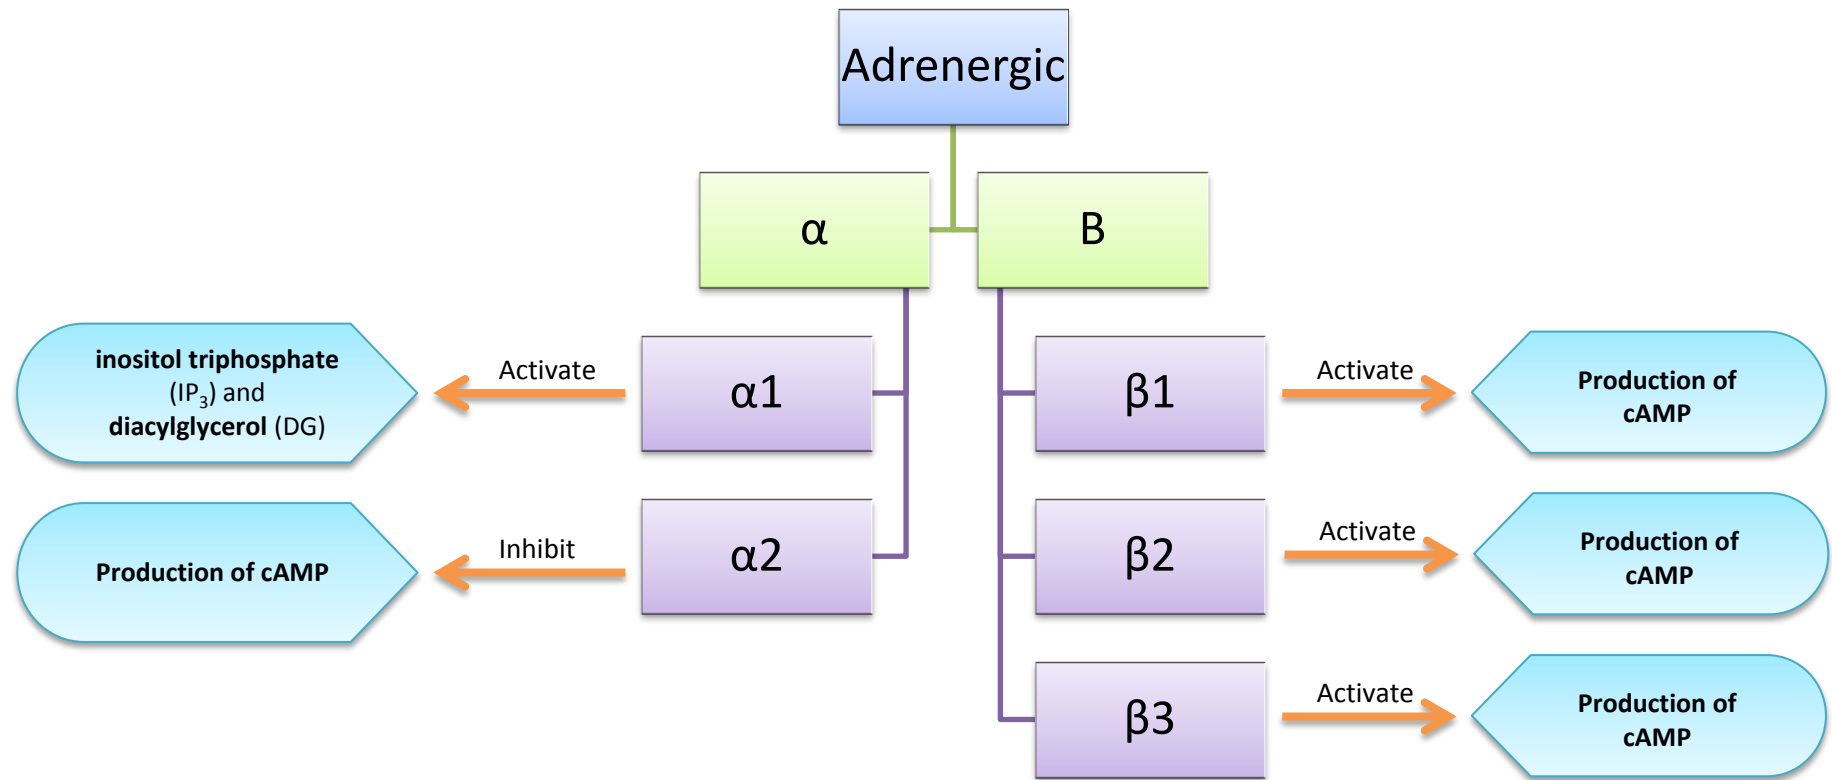 Adrenergic
α
B
inositol triphosphate
(IP₃) and
diacylglycerol (DG)
Activate
α1
β1
Activate
Production of
cAMP
Production of cAMP
Inhibit
α2
β2
Activate
Production of
cAMP
β3
Activate
Production of
cAMP